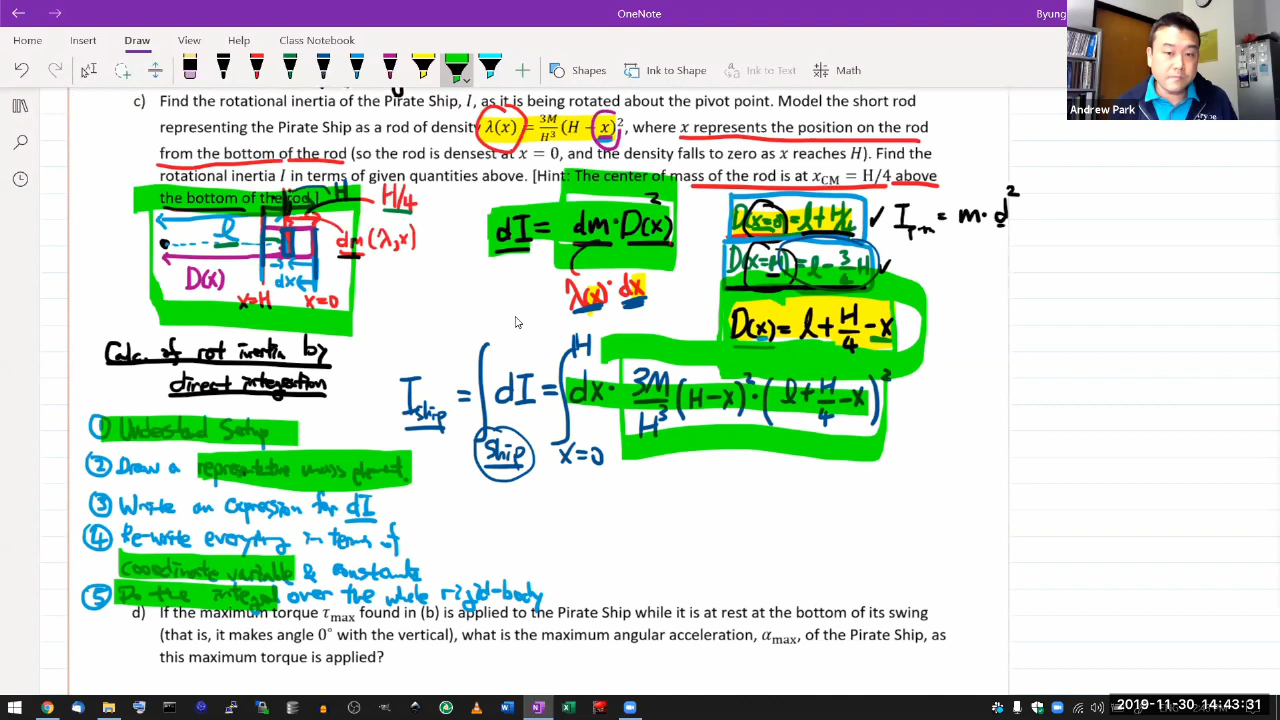 OneNote
Byung
Home Insert Draw View Help Class Notebook
Shapes Ink to Shape Ink to Text Math
Andrew Park
c) Find the rotational inertia of the Pirate Ship, I, as it is being rotated about the pivot point. Model the short rod
representing the Pirate Ship as a rod of density λ(x) = 3M/H³ (H − x)², where x represents the position on the rod
from the bottom of the rod (so the rod is densest at x = 0, and the density falls to zero as x reaches H). Find the
rotational inertia I in terms of given quantities above. [Hint: The center of mass of the rod is at xCM = H/4 above
the bottom of the rod.]
H
H/4
l
dm (λ,x)
D(x)
dx
x=H x=0
dI = dm · D(x)²
λ(x) · dx
D(x=0) = l + H/4 ✓
I = m·d²
D(x=H) = l − 3/4 H ✓
D(x) = l + H/4 − x
Calc. of rot inertia by
direct integration
I ship = ∫ship dI = ∫x=0 H dx · 3M/H³ (H−x)² · (l + H/4 − x)²
① Understand Setup
② Draw a representative mass element.
③ Write an expression for dI
④ Re-write everything in terms of
coordinate variable & constants
⑤ Do the integral over the whole rigid-body
d) If the maximum torque τmax found in (b) is applied to the Pirate Ship while it is at rest at the bottom of its swing
(that is, it makes angle 0° with the vertical), what is the maximum angular acceleration, αmax, of the Pirate Ship, as
this maximum torque is applied?
2019-11-30 14:43:31